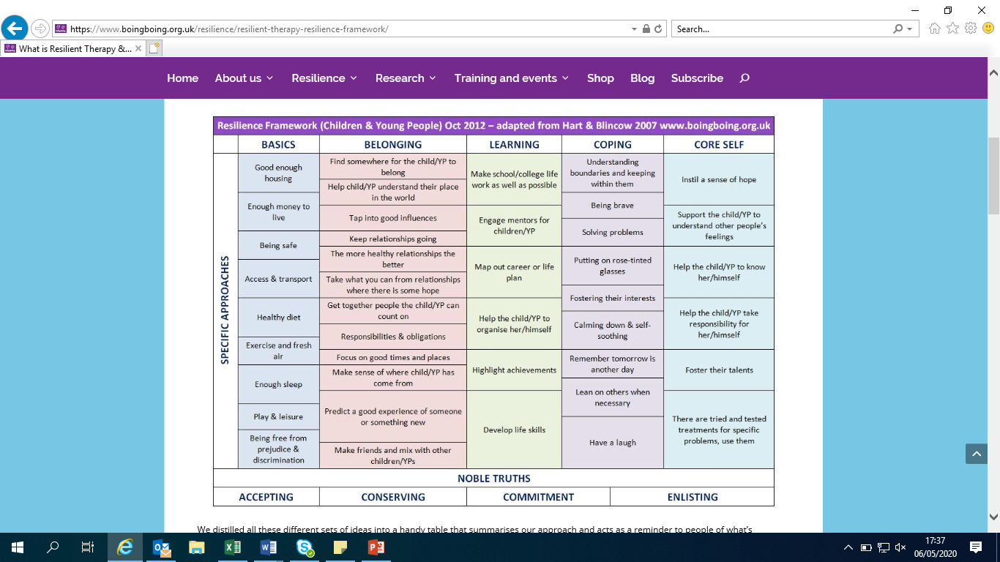 https://www.boingboing.org.uk/resilience/resilient-therapy-resilience-framework/
Search...
What is Resilient Therapy &...
Home About us Resilience Research Training and events Shop Blog Subscribe
Resilience Framework (Children & Young People) Oct 2012 – adapted from Hart & Blincow 2007 www.boingboing.org.uk
BASICS BELONGING LEARNING COPING CORE SELF
SPECIFIC APPROACHES
Good enough
housing
Enough money to
live
Being safe
Access & transport
Healthy diet
Exercise and fresh
air
Enough sleep
Play & leisure
Being free from
prejudice &
discrimination
Find somewhere for the child/YP to
belong
Help child/YP understand their place
in the world
Tap into good influences
Keep relationships going
The more healthy relationships the
better
Take what you can from relationships
where there is some hope
Get together people the child/YP can
count on
Responsibilities & obligations
Focus on good times and places
Make sense of where child/YP has
come from
Predict a good experience of someone
or something new
Make friends and mix with other
children/YPs
Make school/college life
work as well as possible
Engage mentors for
children/YP
Map out career or life
plan
Help the child/YP to
organise her/himself
Highlight achievements
Develop life skills
Understanding
boundaries and keeping
within them
Being brave
Solving problems
Putting on rose-tinted
glasses
Fostering their interests
Calming down & self-
soothing
Remember tomorrow is
another day
Lean on others when
necessary
Have a laugh
Instil a sense of hope
Support the child/YP to
understand other people's
feelings
Help the child/YP to know
her/himself
Help the child/YP take
responsibility for
her/himself
Foster their talents
There are tried and tested
treatments for specific
problems, use them
NOBLE TRUTHS
ACCEPTING CONSERVING COMMITMENT ENLISTING
We distilled all these different sets of ideas into a handy table that summarises our approach and acts as a reminder to people of what's
17:37
06/05/2020